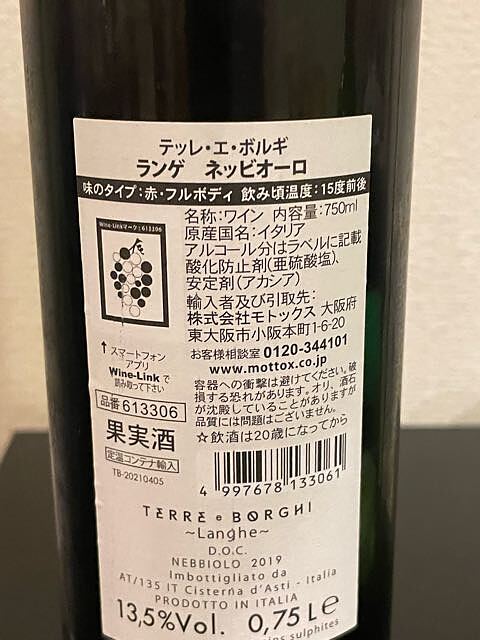 テッレ・エ・ボルギ
ランゲ ネッビオーロ
味のタイプ:赤・フルボディ 飲み頃温度:15度前後
Wine-Linkマーク:613306
名称:ワイン 内容量:750ml
原産国名:イタリア
アルコール分はラベルに記載
酸化防止剤(亜硫酸塩)、
安定剤(アカシア)
輸入者及び引取先:
株式会社モトックス 大阪府
東大阪市小阪本町1-6-20
お客様相談室 0120-344101
www.mottox.co.jp
↑ スマートフォン
アプリ
Wine-Linkで
読み取って下さい
品番 613306
果実酒
定温コンテナ輸入
TB-20210405
容器への衝撃は避けてください。破
損する恐れがあります。オリ、酒石
が沈殿していることがありますが
品質には問題はございません。
☆飲酒は20歳になってから
4 997678 133061
TERRE e BORGHI
~Langhe~
D.O.C.
NEBBIOLO 2019
Imbottigliato da
AT/135 IT Cisterna d'Asti - Italia
PRODOTTO IN ITALIA
13,5%Vol. 0,75 L e
sulphites